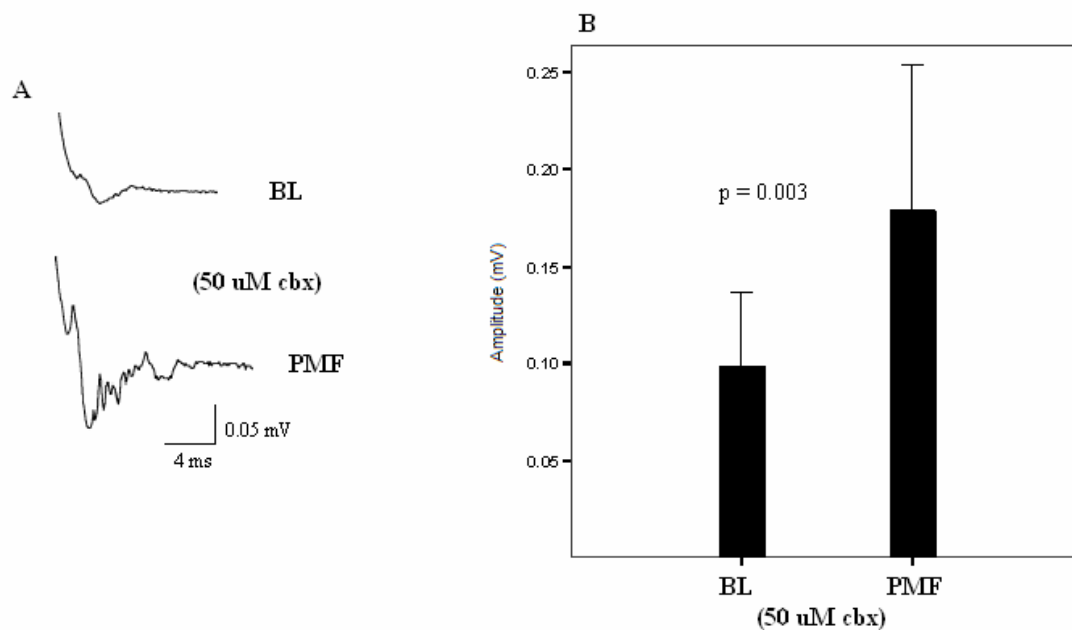 A
BL
(50 uM cbx)
PMF
0.05 mV
4 ms
B
Amplitude (mV)
0.25
0.20
0.15
0.10
0.05
p = 0.003
BL PMF
(50 uM cbx)